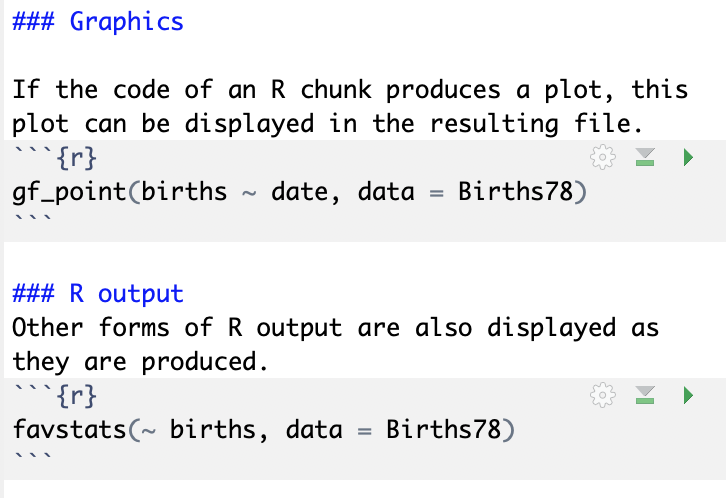 ### Graphics
If the code of an R chunk produces a plot, this
plot can be displayed in the resulting file.
```{r}
gf_point(births ~ date, data = Births78)
```
### R output
Other forms of R output are also displayed as
they are produced.
```{r}
favstats(~ births, data = Births78)
```